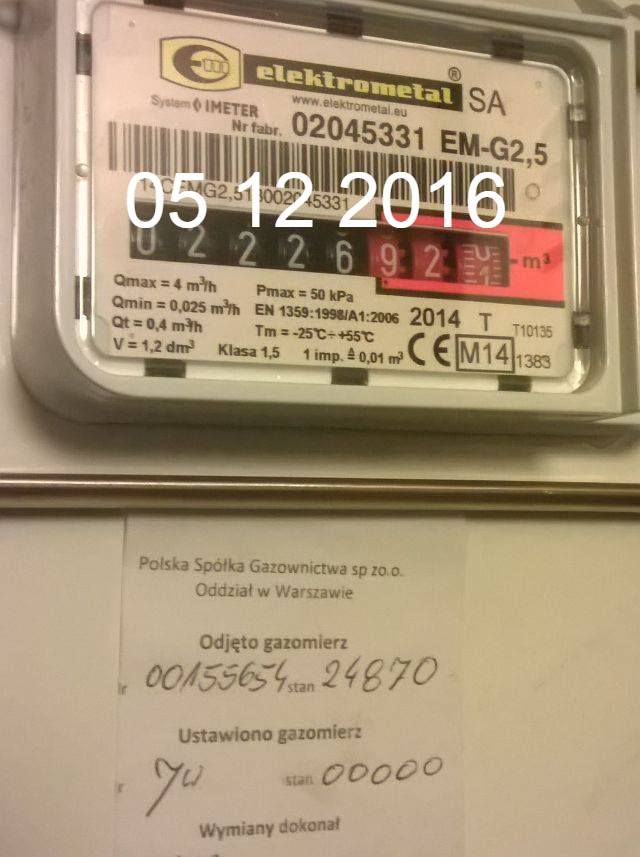 elektrometal® SA
System IMETER www.elektrometal.eu
Nr fabr. 02045331 EM-G2,5
05 12 2016
0 2 2 2 6 9 2
m³
Qmax = 4 m³/h Pmax = 50 kPa
Qmin = 0,025 m³/h EN 1359:1998/A1:2006 2014 T T10135
Qt = 0,4 m³/h Tm = -25°C÷+55°C
V = 1,2 dm³ Klasa 1,5 1 imp. ≙ 0,01 m³ CE M14 1383
Polska Spółka Gazownictwa sp zo.o.
Oddział w Warszawie
Odjęto gazomierz
00155654 stan 24870
Ustawiono gazomierz
stan 00000
Wymiany dokonał